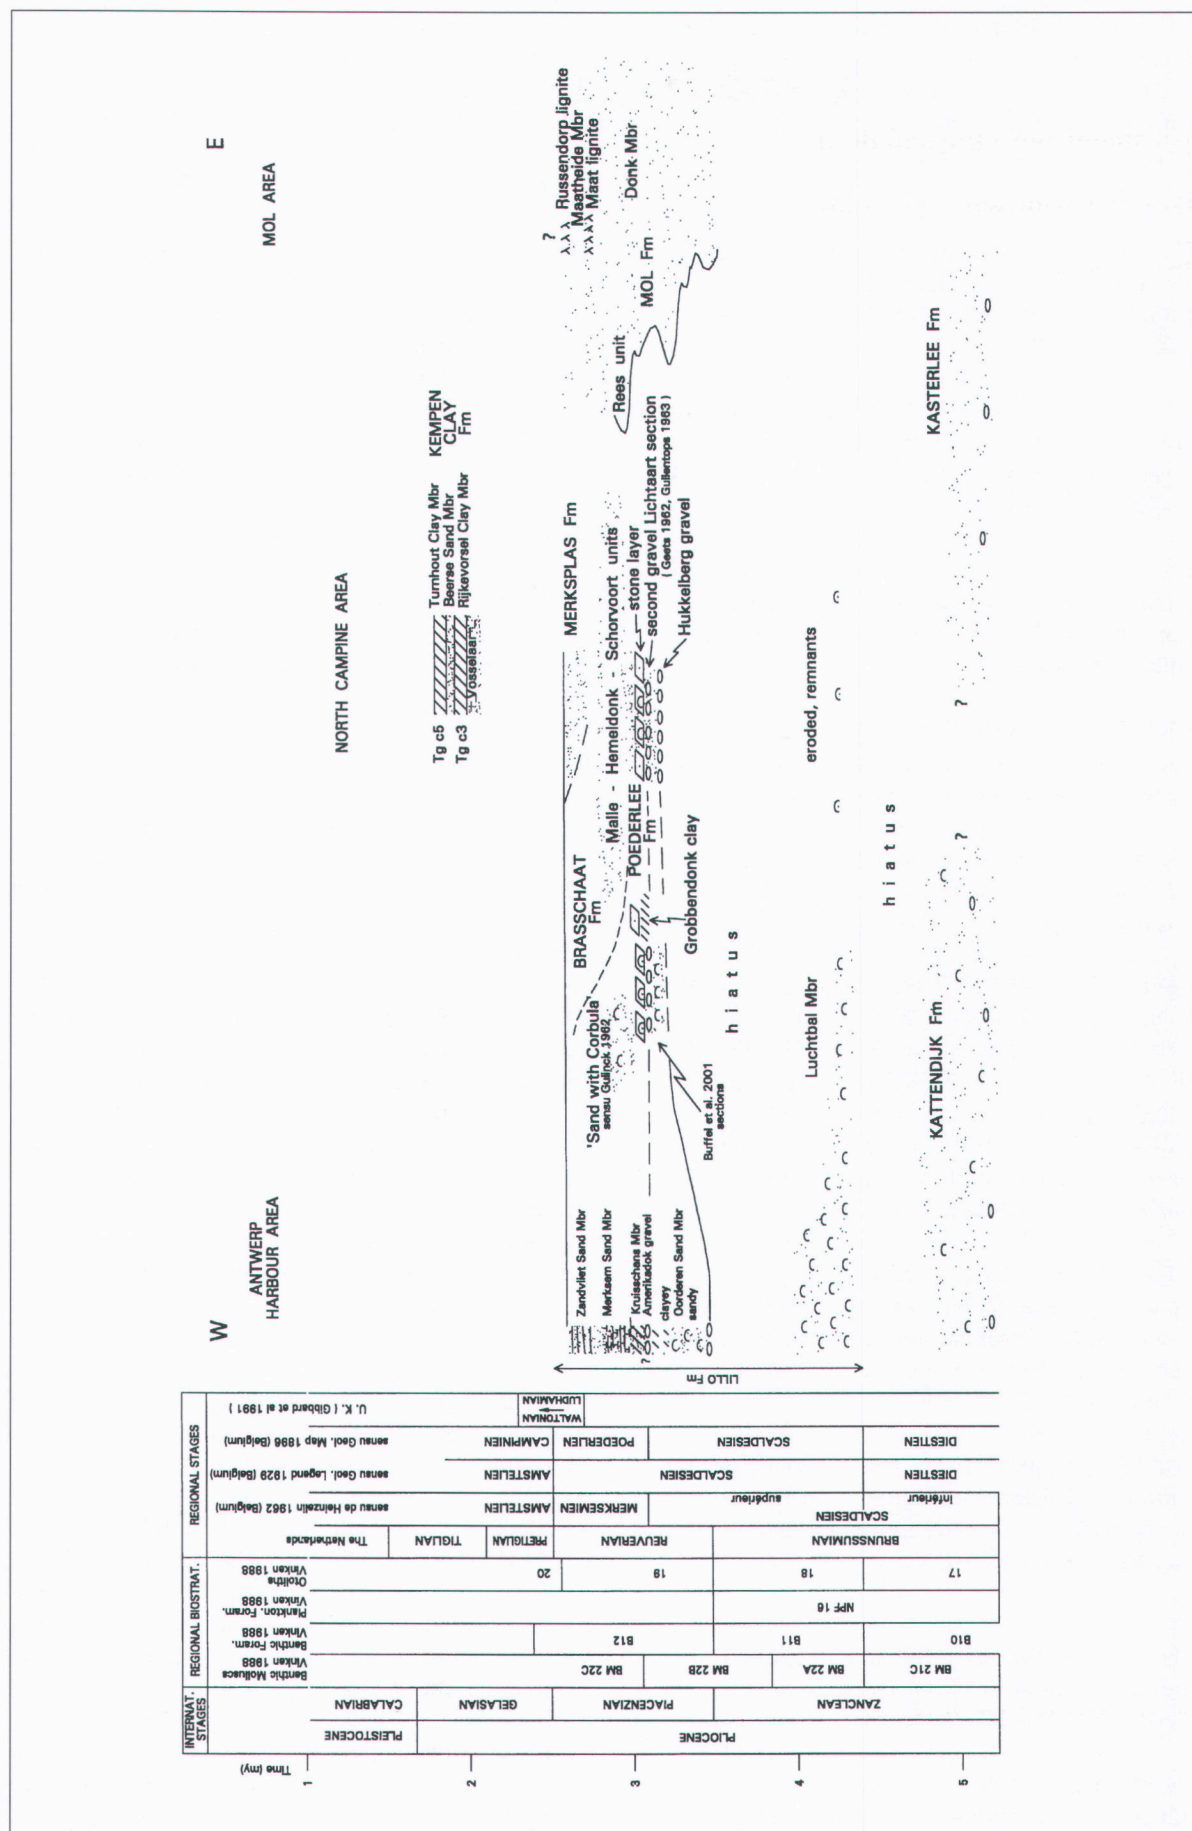 W
ANTWERP
HARBOUR AREA
NORTH CAMPINE AREA
MOL AREA
E
Tg c5
Tg c3
Turnhout Clay Mbr
Beerse Sand Mbr
Rijkevorsel Clay Mbr
Vosselaar
KEMPEN
CLAY
Fm
Zandvliet Sand Mbr
Merksem Sand Mbr
Kruisschans Mbr
Amerikadok gravel
clayey
Oorderen Sand Mbr
sandy
?
LILLO Fm
'Sand with Corbula'
sensu Gulinck 1962
BRASSCHAAT
Fm
MERKSPLAS Fm
Malle - Hemeldonk - Schorvoort units
POEDERLEE
Fm
stone layer
second gravel Lichtaart section
( Geets 1962, Gullentops 1963 )
Hukkelberg gravel
Grobbendonk clay
Buffel et al. 2001
sections
Rees unit
MOL Fm
Donk Mbr
?
Russendorp lignite
Maatheide Mbr
Maat lignite
hiatus
Luchtbal Mbr
eroded, remnants
hiatus
KATTENDIJK Fm
?
?
KASTERLEE Fm
REGIONAL STAGES
U. K. ( Gibbard et al 1991 )
LUDHAMIAN
WALTONIAN
sensu Geol. Map 1896 (Belgium)
CAMPINIEN
POEDERLIEN
SCALDESIEN
DIESTIEN
sensu Geol. Legend 1929 (Belgium)
AMSTELIEN
SCALDESIEN
DIESTIEN
sensu de Heinzelin 1962 (Belgium)
AMSTELIEN
MERKSEMIEN
supérieur
inférieur
SCALDESIEN
The Netherlands
TIGLIAN
PRETIGLIAN
REUVERIAN
BRUNSSUMIAN
REGIONAL BIOSTRAT.
Otoliths
Vinken 1988
20
19
18
17
Plankton. Foram.
Vinken 1988
NPF 16
Benthic Foram.
Vinken 1988
B12
B11
B10
Benthic Molluscs
Vinken 1988
BM 22C
BM 22B
BM 22A
BM 21C
INTERNAT.
STAGES
CALABRIAN
GELASIAN
PIACENZIAN
ZANCLEAN
PLEISTOCENE
PLIOCENE
Time (my)
1
2
3
4
5